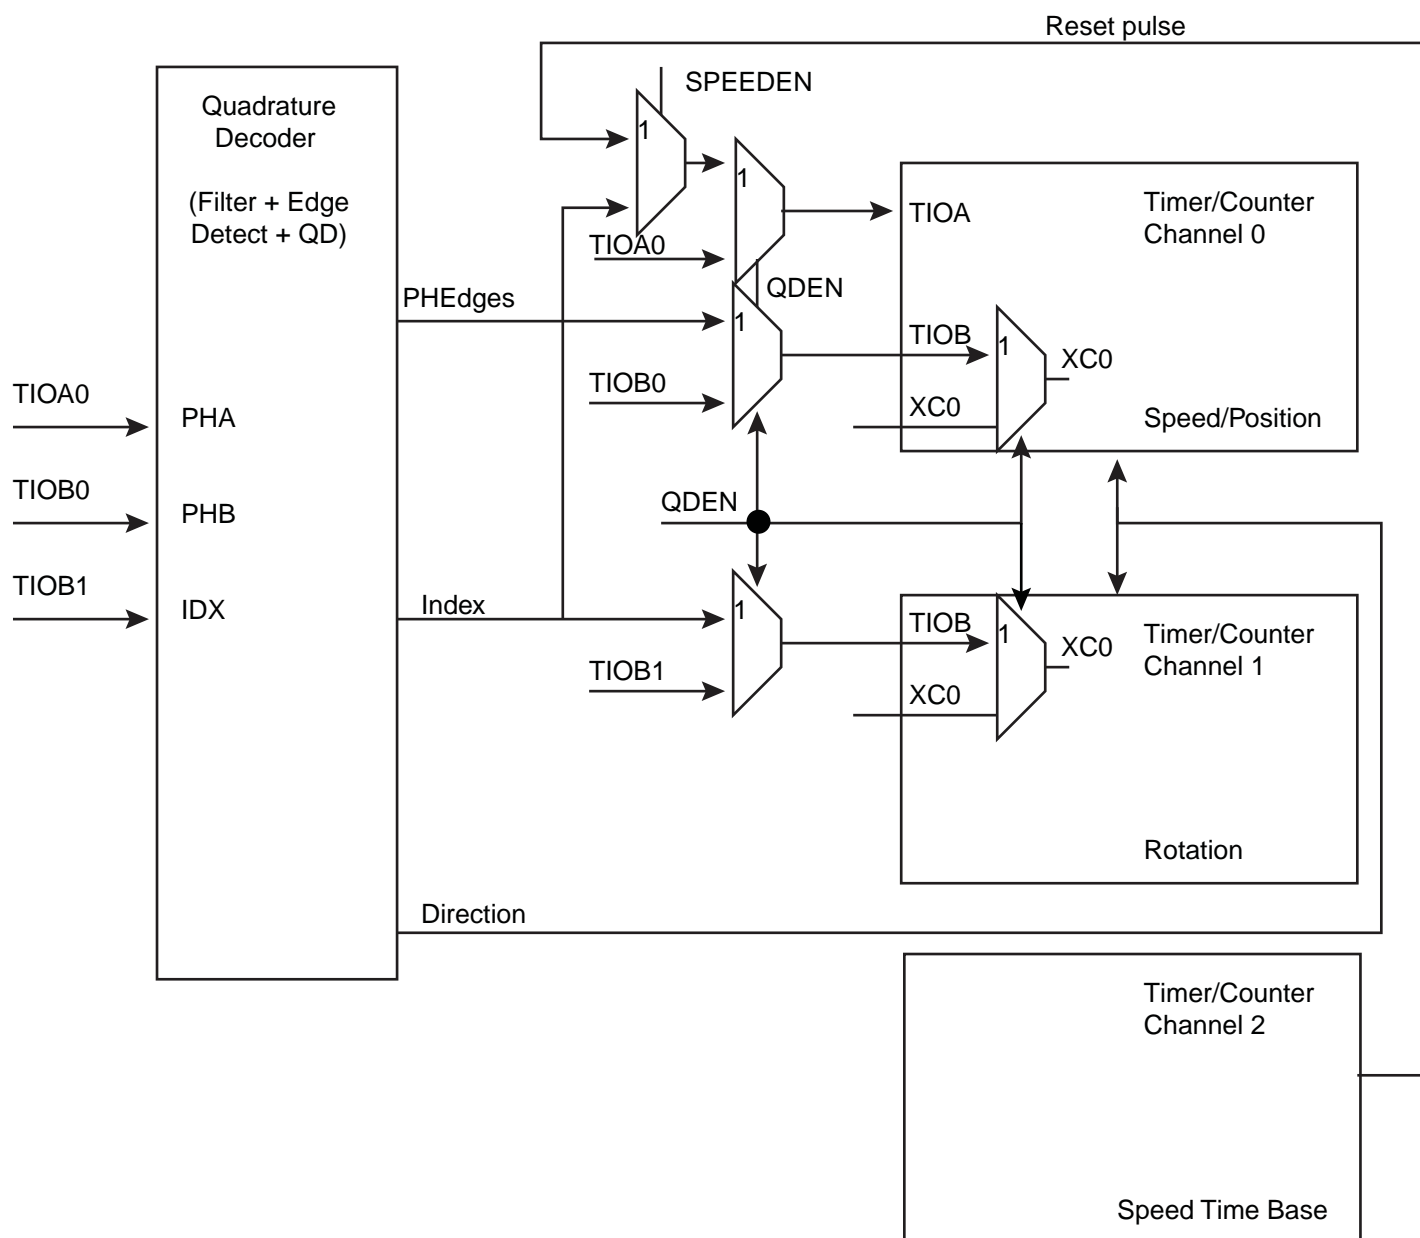 Reset pulse
SPEEDEN
Quadrature
Decoder
(Filter + Edge
Detect + QD)
1
1
TIOA0
TIOA
Timer/Counter
Channel 0
QDEN
PHEdges
1
TIOB
1
XC0
TIOB0
XC0
Speed/Position
TIOA0
PHA
TIOB0
PHB
QDEN
TIOB1
IDX
Index
1
TIOB
1
XC0
Timer/Counter
Channel 1
TIOB1
XC0
Rotation
Direction
Timer/Counter
Channel 2
Speed Time Base